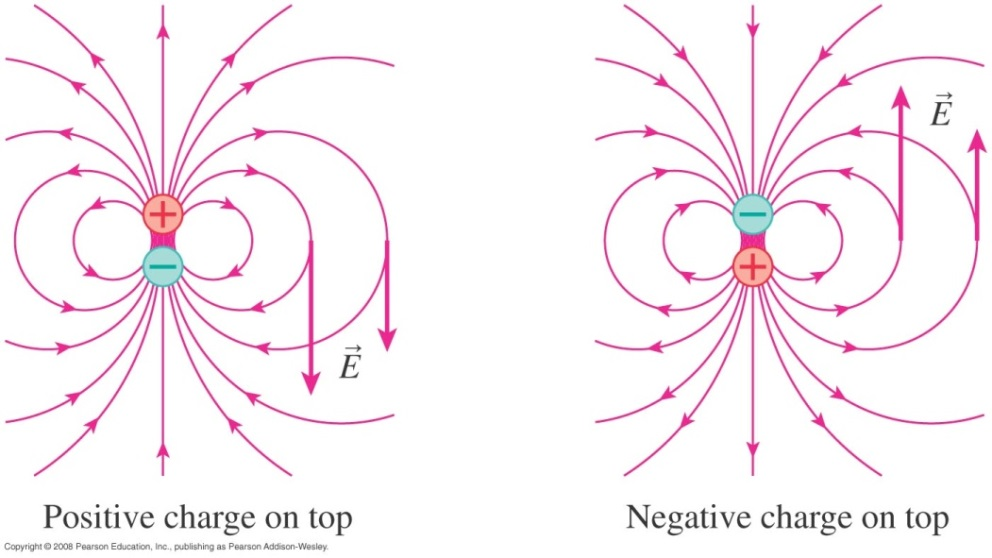 +
−
E⃗
Positive charge on top
−
+
E⃗
Negative charge on top
Copyright © 2008 Pearson Education, Inc., publishing as Pearson Addison-Wesley.